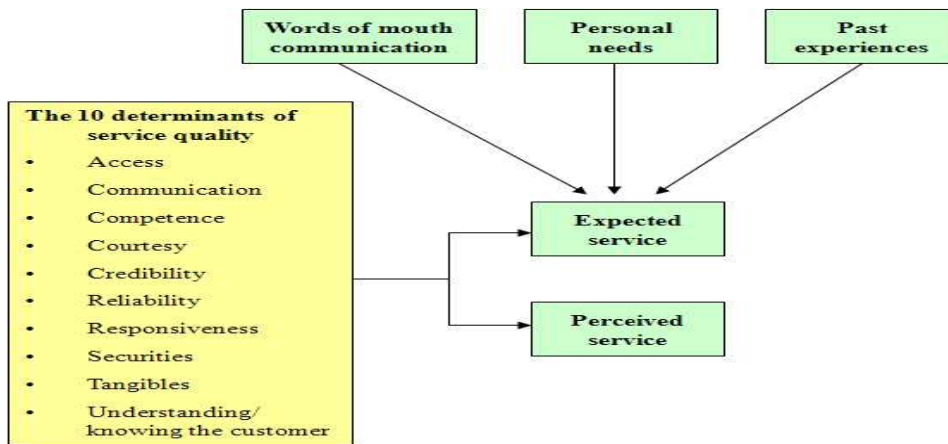 Words of mouth
communication
Personal
needs
Past
experiences
The 10 determinants of
service quality
• Access
• Communication
• Competence
• Courtesy
• Credibility
• Reliability
• Responsiveness
• Securities
• Tangibles
• Understanding/
knowing the customer
Expected
service
Perceived
service